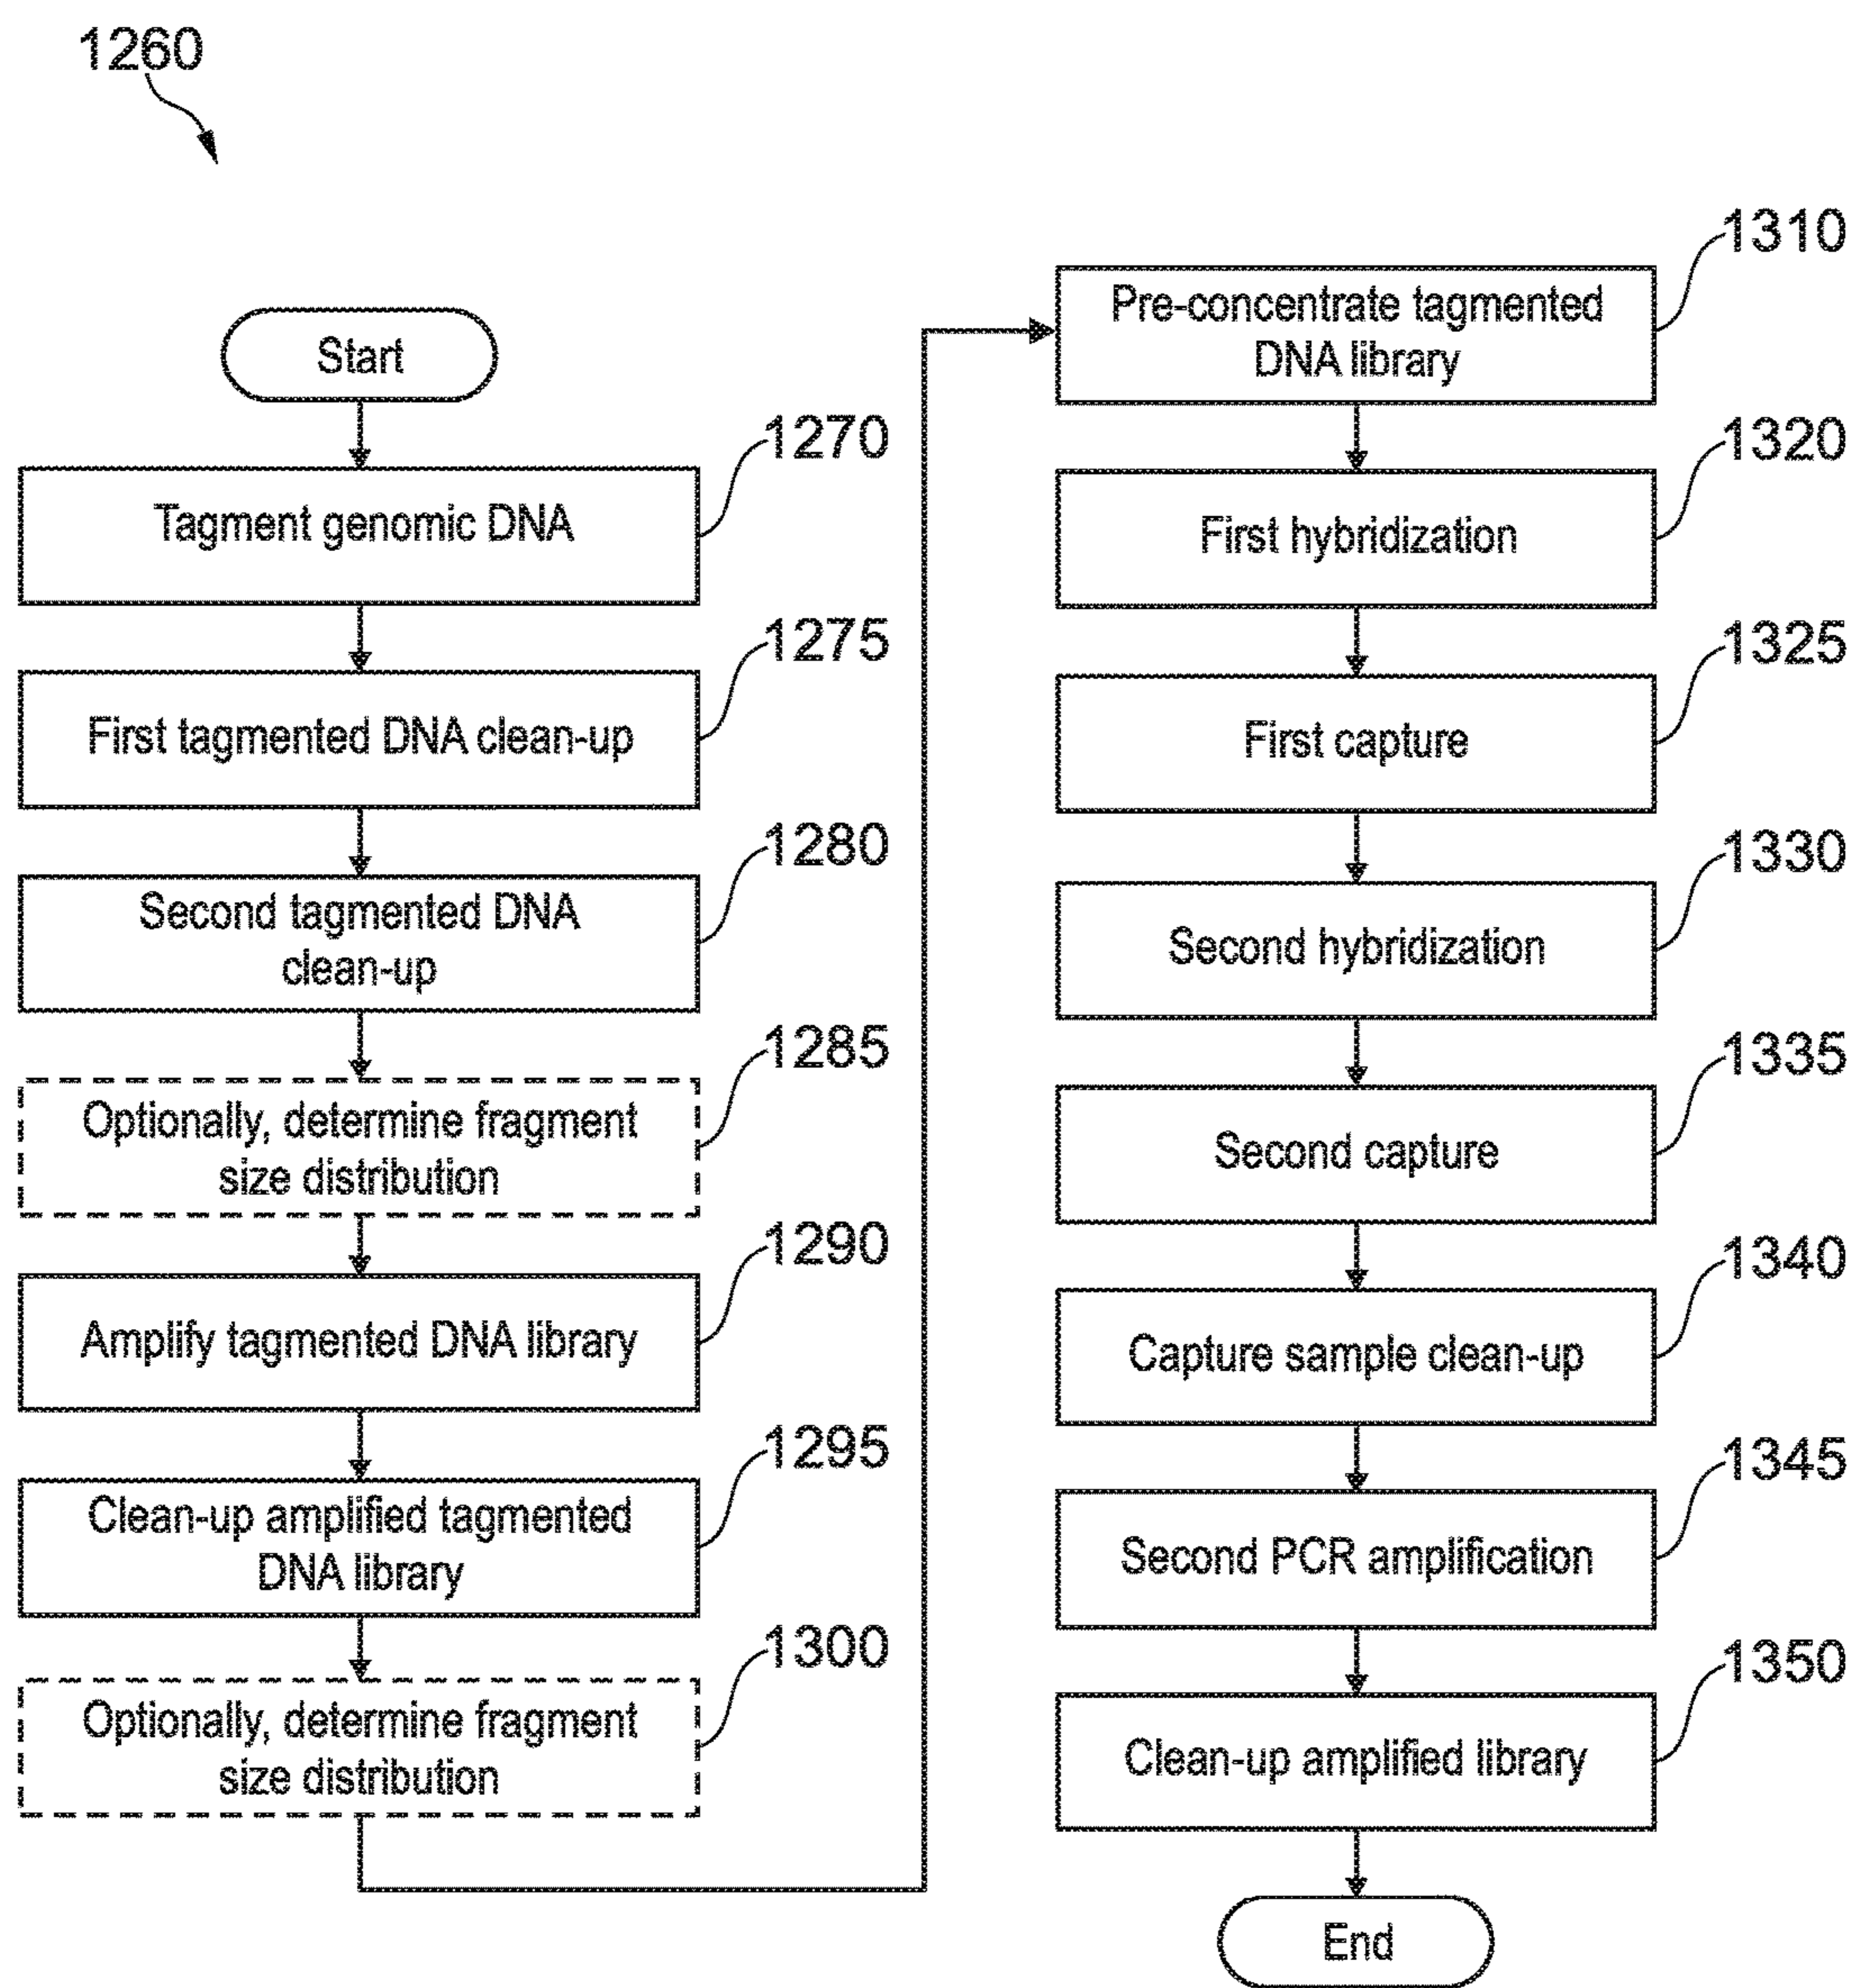 1260
Start
1270
Tagment genomic DNA
1275
First tagmented DNA clean-up
1280
Second tagmented DNA
clean-up
1285
Optionally, determine fragment
size distribution
1290
Amplify tagmented DNA library
1295
Clean-up amplified tagmented
DNA library
1300
Optionally, determine fragment
size distribution
1310
Pre-concentrate tagmented
DNA library
1320
First hybridization
1325
First capture
1330
Second hybridization
1335
Second capture
1340
Capture sample clean-up
1345
Second PCR amplification
1350
Clean-up amplified library
End